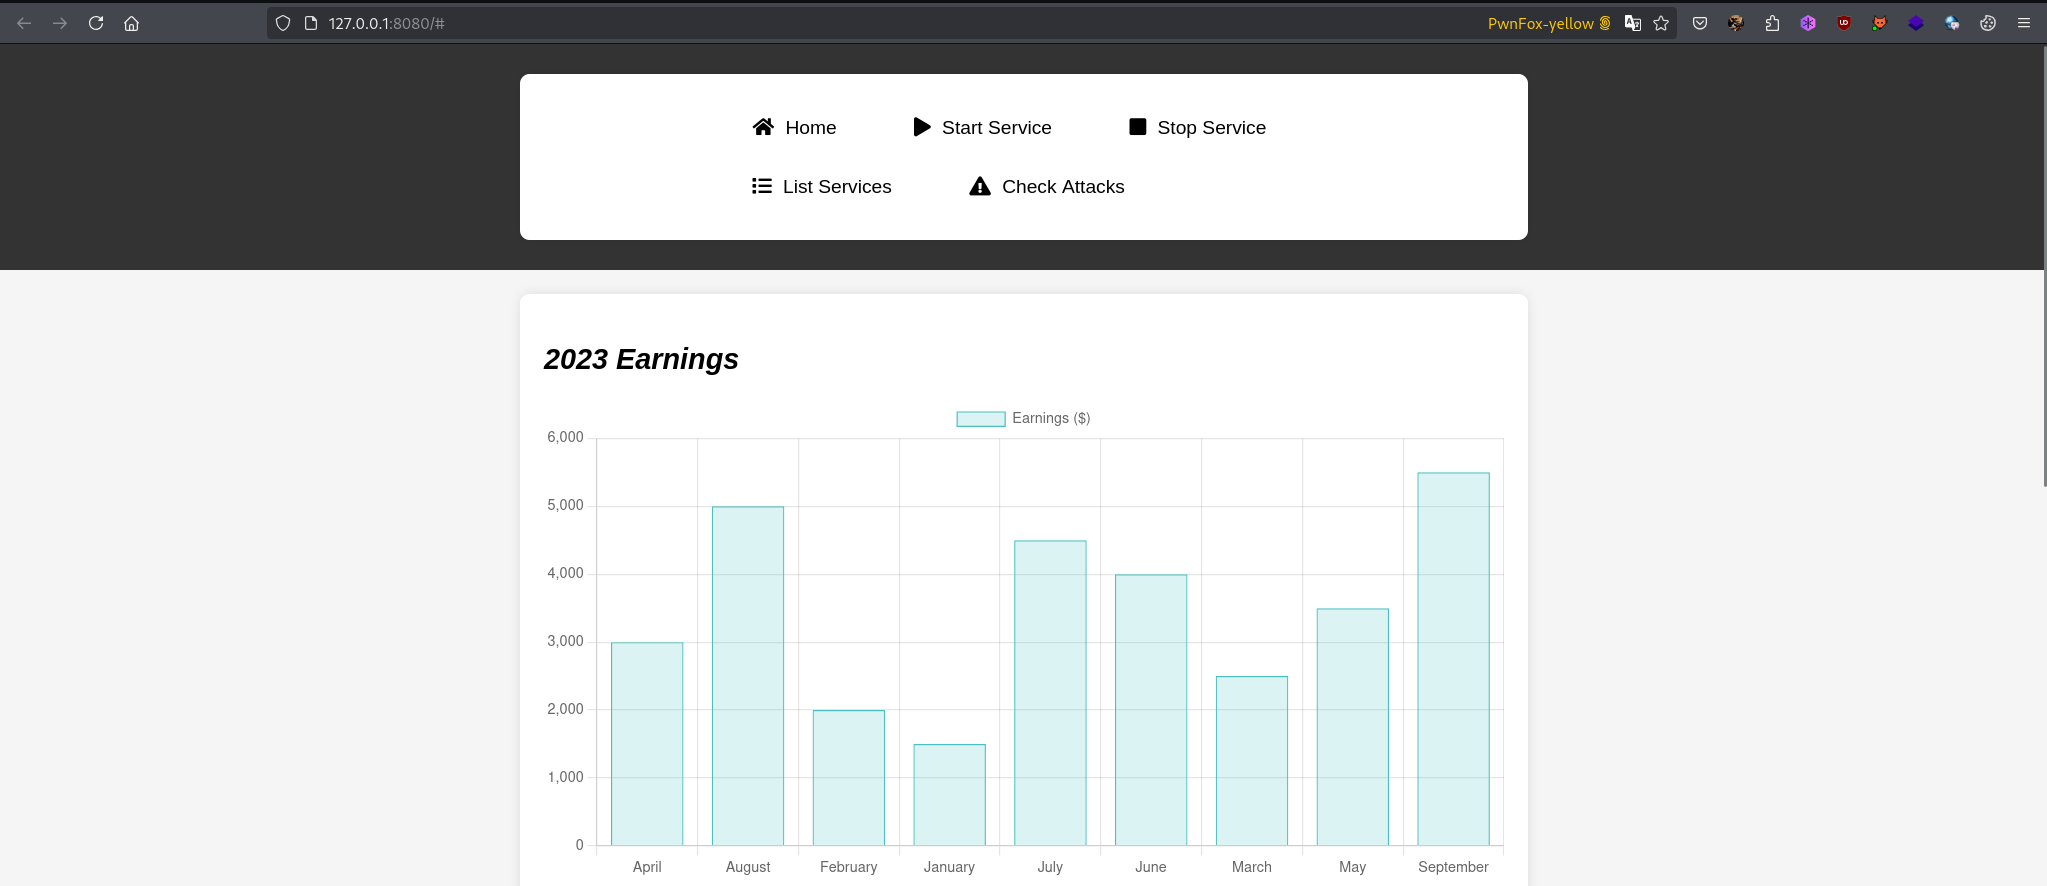 127.0.0.1:8080/# PwnFox-yellow
Home Start Service Stop Service
List Services Check Attacks
2023 Earnings
Earnings ($)
6,000
5,000
4,000
3,000
2,000
1,000
0
April August February January July June March May September